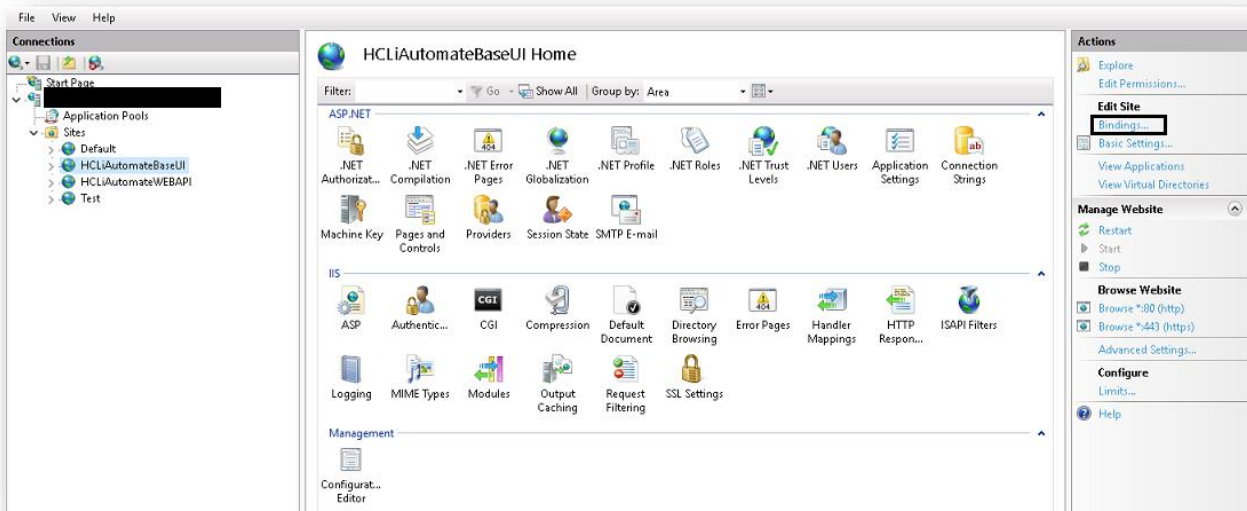 File View Help
Connections
Start Page
Application Pools
Sites
Default
HCLiAutomateBaseUI
HCLiAutomateWEBAPI
Test
HCLiAutomateBaseUI Home
Filter: Go Show All Group by: Area
ASP.NET
.NET Authorizat...
.NET Compilation
.NET Error Pages
.NET Globalization
.NET Profile
.NET Roles
.NET Trust Levels
.NET Users
Application Settings
Connection Strings
Machine Key
Pages and Controls
Providers
Session State
SMTP E-mail
IIS
ASP
Authentic...
CGI
Compression
Default Document
Directory Browsing
Error Pages
Handler Mappings
HTTP Respon...
ISAPI Filters
Logging
MIME Types
Modules
Output Caching
Request Filtering
SSL Settings
Management
Configurat... Editor
Actions
Explore
Edit Permissions...
Edit Site
Bindings...
Basic Settings...
View Applications
View Virtual Directories
Manage Website
Restart
Start
Stop
Browse Website
Browse *:80 (http)
Browse *:443 (https)
Advanced Settings...
Configure
Limits...
Help